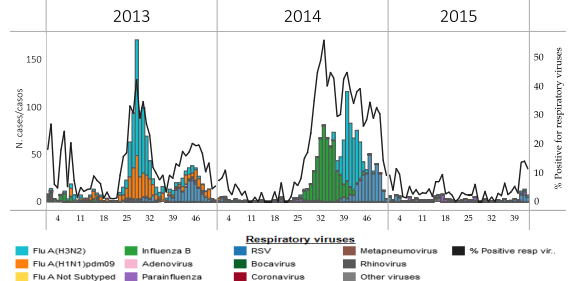 2013 2014 2015
150
100
50
0
N. cases/casos
50
40
30
20
10
0
% Positive for respiratory viruses
4 11 18 25 32 39 46 4 11 18 25 32 39 46 4 11 18 25 32 39
Respiratory viruses
Flu A(H3N2) Influenza B RSV Metapneumovirus % Positive resp vir..
Flu A(H1N1)pdm09 Adenovirus Bocavirus Rhinovirus
Flu A Not Subtyped Parainfluenza Coronavirus Other viruses